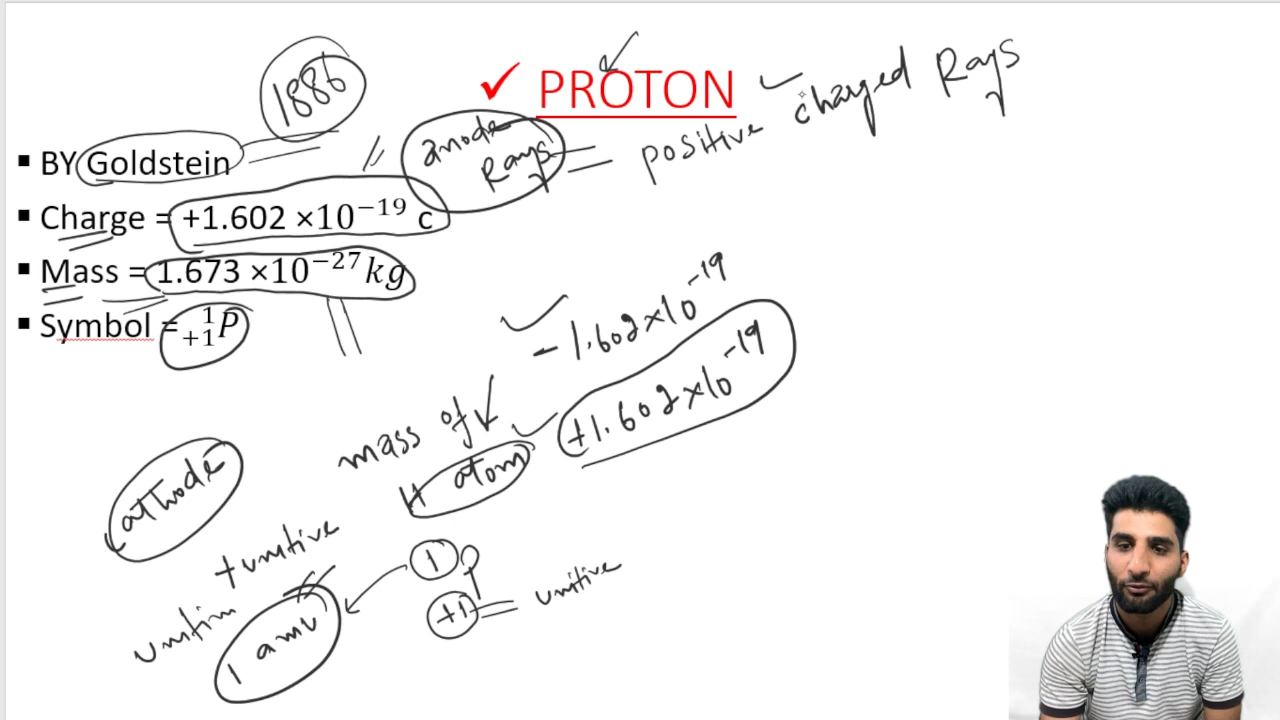 1886
✓ PROTON
anode Rays = positive charged Rays
▪ BY Goldstein
▪ Charge = +1.602 ×10⁻¹⁹ c
▪ Mass = 1.673 ×10⁻²⁷ kg
▪ Symbol = ₊₁¹P
- 1.602×10⁻¹⁹
+1.602×10⁻¹⁹
mass of
H atom
cathode
+unitive
1 P
+1 = unitive
1 amu